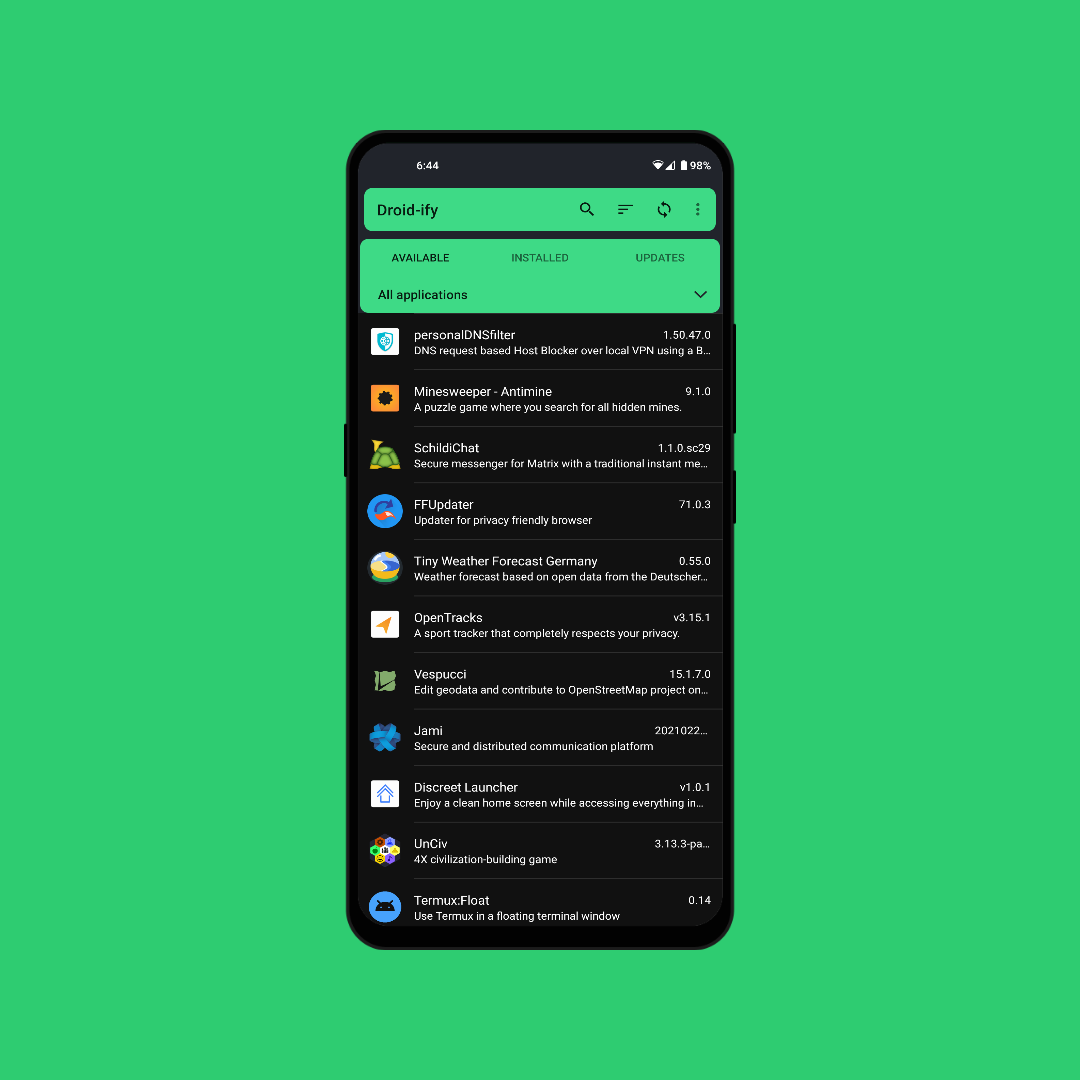 6:44 98%
Droid-ify
AVAILABLE INSTALLED UPDATES
All applications
personalDNSfilter 1.50.47.0
DNS request based Host Blocker over local VPN using a B...
Minesweeper - Antimine 9.1.0
A puzzle game where you search for all hidden mines.
SchildiChat 1.1.0.sc29
Secure messenger for Matrix with a traditional instant me...
FFUpdater 71.0.3
Updater for privacy friendly browser
Tiny Weather Forecast Germany 0.55.0
Weather forecast based on open data from the Deutscher...
OpenTracks v3.15.1
A sport tracker that completely respects your privacy.
Vespucci 15.1.7.0
Edit geodata and contribute to OpenStreetMap project on...
Jami 2021022...
Secure and distributed communication platform
Discreet Launcher v1.0.1
Enjoy a clean home screen while accessing everything in...
UnCiv 3.13.3-pa...
4X civilization-building game
Termux:Float 0.14
Use Termux in a floating terminal window